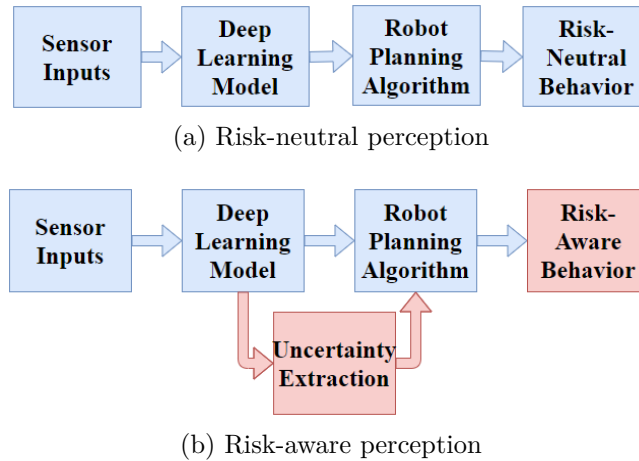 Sensor
Inputs
Deep
Learning
Model
Robot
Planning
Algorithm
Risk-
Neutral
Behavior
(a) Risk-neutral perception
Sensor
Inputs
Deep
Learning
Model
Robot
Planning
Algorithm
Risk-
Aware
Behavior
Uncertainty
Extraction
(b) Risk-aware perception